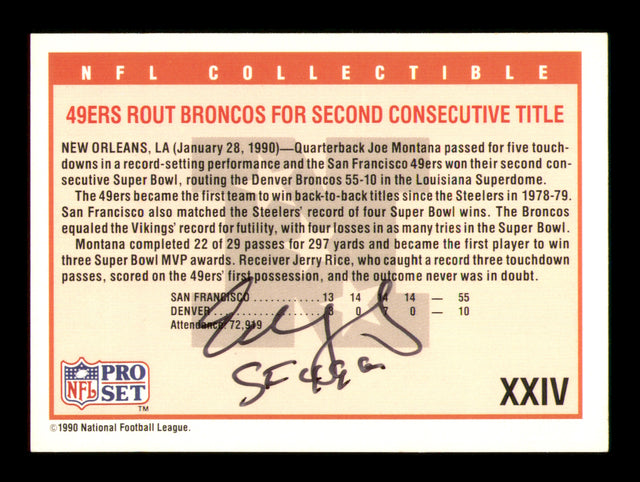 NFL COLLECTIBLE
49ERS ROUT BRONCOS FOR SECOND CONSECUTIVE TITLE
NEW ORLEANS, LA (January 28, 1990)—Quarterback Joe Montana passed for five touch-
downs in a record-setting performance and the San Francisco 49ers won their second con-
secutive Super Bowl, routing the Denver Broncos 55-10 in the Louisiana Superdome.
The 49ers became the first team to win back-to-back titles since the Steelers in 1978-79.
San Francisco also matched the Steelers' record of four Super Bowl wins. The Broncos
equaled the Vikings' record for futility, with four losses in as many tries in the Super Bowl.
Montana completed 22 of 29 passes for 297 yards and became the first player to win
three Super Bowl MVP awards. Receiver Jerry Rice, who caught a record three touchdown
passes, scored on the 49ers' first possession, and the outcome never was in doubt.
SAN FRANCISCO . . . . . . . . . . . 13 14 14 14 — 55
DENVER . . . . . . . . . . . . . . . . . . 3 0 7 0 — 10
Attendance: 72,919
SF 49er
NFL PRO SET TM
XXIV
©1990 National Football League.